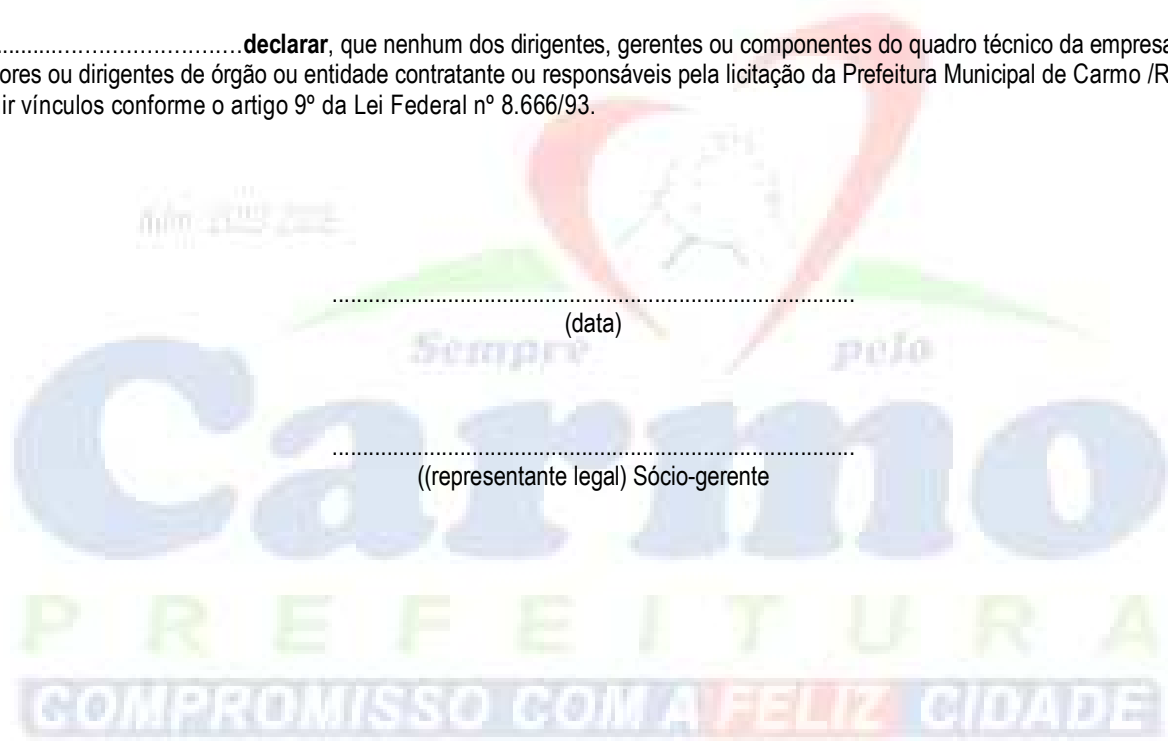 ..............................................declarar, que nenhum dos dirigentes, gerentes ou componentes do quadro técnico da empresa
ores ou dirigentes de órgão ou entidade contratante ou responsáveis pela licitação da Prefeitura Municipal de Carmo /R
ir vínculos conforme o artigo 9º da Lei Federal nº 8.666/93.
......................................................................................
(data)
Sempre pelo
Carmo
......................................................................................
((representante legal) Sócio-gerente
PREFEITURA
COMPROMISSO COM A FELIZ CIDADE